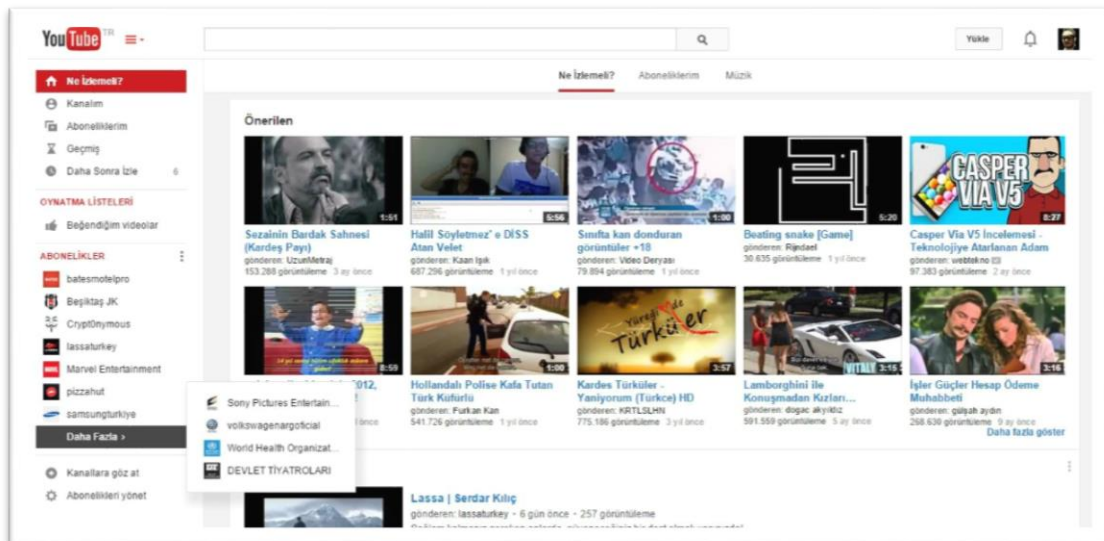 YouTube TR
Yükle
Ne İzlemeli?
Kanalım
Aboneliklerim
Geçmiş
Daha Sonra İzle 6
OYNATMA LİSTELERİ
Beğendiğim videolar
ABONELİKLER
batesmotelpro
Beşiktaş JK
Crypt0nymous
lassaturkey
Marvel Entertainment
pizzahut
samsungturkiye
Daha Fazla ›
Kanallara göz at
Abonelikleri yönet
Sony Pictures Entertain...
volkswagenargoficial
World Health Organizat...
DEVLET TİYATROLARI
Ne İzlemeli? Aboneliklerim Müzik
Önerilen
1:51
Sezainin Bardak Sahnesi
(Kardeş Payı)
gönderen: UzunMetraj
153.288 görüntüleme 3 ay önce
5:56
Halil Söyletmez' e DİSS
Atan Velet
gönderen: Kaan Işık
687.296 görüntüleme 1 yıl önce
1:00
Sınıfta kan donduran
görüntüler +18
gönderen: Video Deryası
79.894 görüntüleme 1 yıl önce
5:20
Beating snake [Game]
gönderen: Rijndael
30.635 görüntüleme 1 yıl önce
CASPER
VIA V5
8:27
Casper Via V5 İncelemesi -
Teknolojiye Atarlanan Adam
gönderen: webtekno
97.383 görüntüleme 2 ay önce
8:59
2012,
1:00
Hollandalı Polise Kafa Tutan
Türk Küfürlü
gönderen: Furkan Kan
541.726 görüntüleme 1 yıl önce
Yüreği de
Türküler
3:57
Kardes Türküler -
Yaniyorum (Türkce) HD
gönderen: KRTLSLHN
775.186 görüntüleme 3 yıl önce
VITALY 3:15
Lamborghini ile
Konuşmadan Kızları...
gönderen: dogac akyıldız
591.559 görüntüleme 5 ay önce
3:16
İşler Güçler Hesap Ödeme
Muhabbeti
gönderen: gülşah aydın
268.630 görüntüleme 9 ay önce
Daha fazla göster
Lassa | Serdar Kılıç
gönderen: lassaturkey • 6 gün önce • 257 görüntüleme